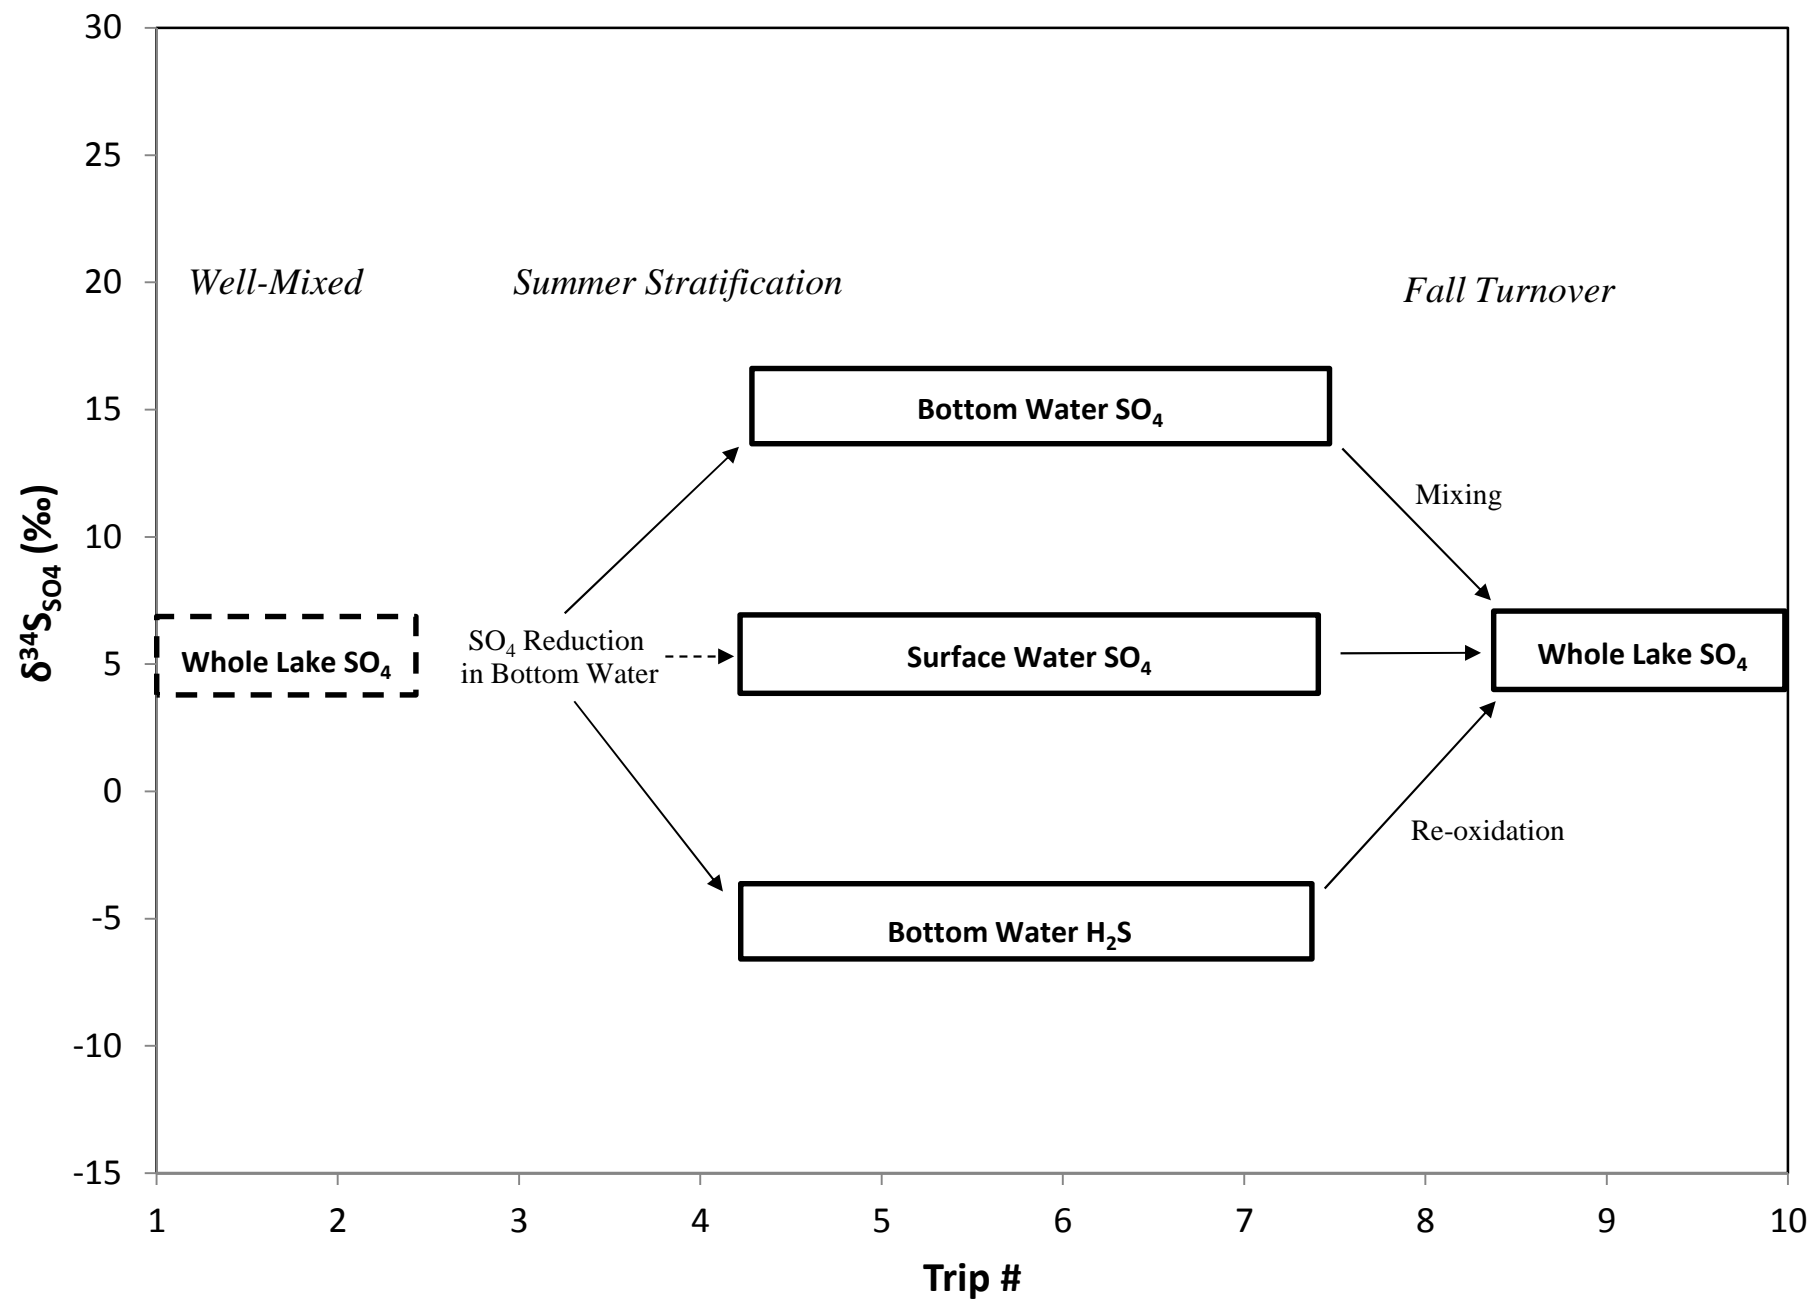 30
25
20
15
10
5
0
-5
-10
-15
δ³⁴S_SO4 (‰)
Well-Mixed
Summer Stratification
Fall Turnover
Bottom Water SO₄
Mixing
Whole Lake SO₄
SO₄ Reduction
in Bottom Water
Surface Water SO₄
Whole Lake SO₄
Re-oxidation
Bottom Water H₂S
1 2 3 4 5 6 7 8 9 10
Trip #